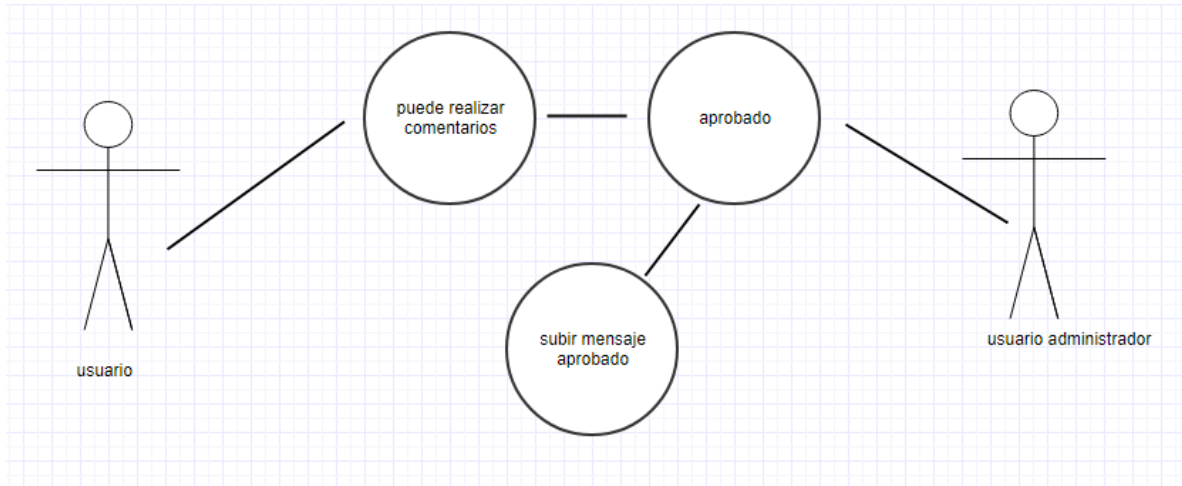 puede realizar
comentarios
aprobado
subir mensaje
aprobado
usuario
usuario administrador